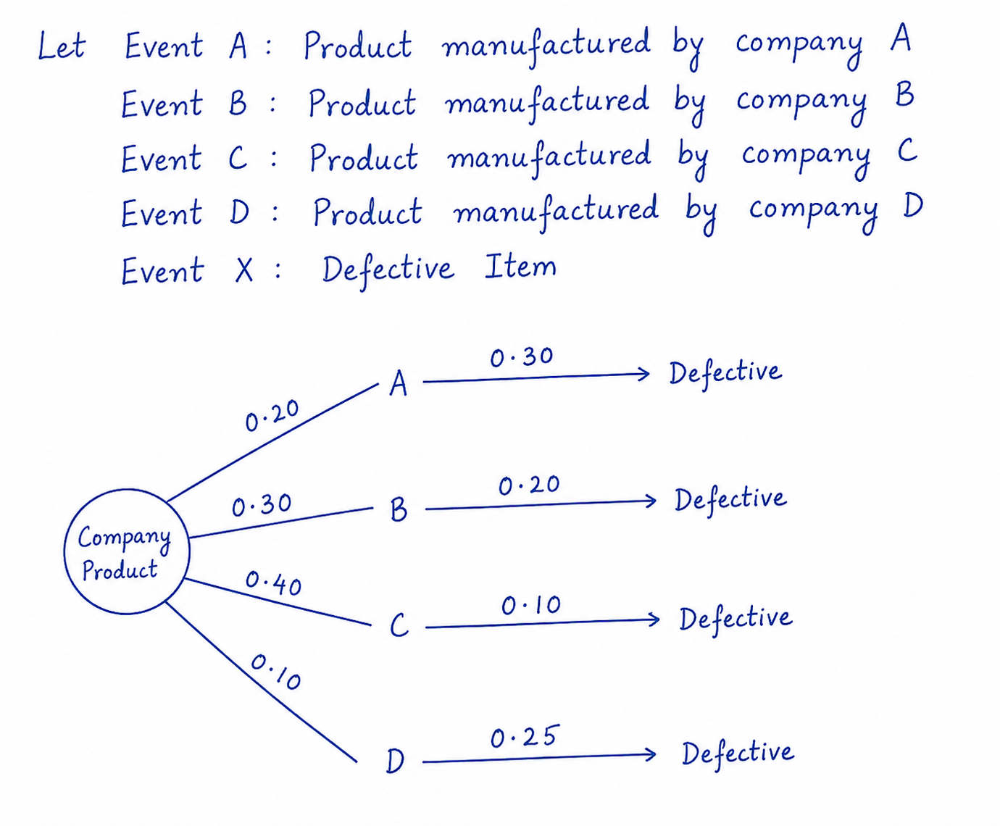 Let Event A : Product manufactured by company A
Event B : Product manufactured by company B
Event C : Product manufactured by company C
Event D : Product manufactured by company D
Event X : Defective Item
0·20
A
0·30
Defective
0·30
B
0·20
Defective
Company
Product
0·40
C
0·10
Defective
0·10
D
0·25
Defective